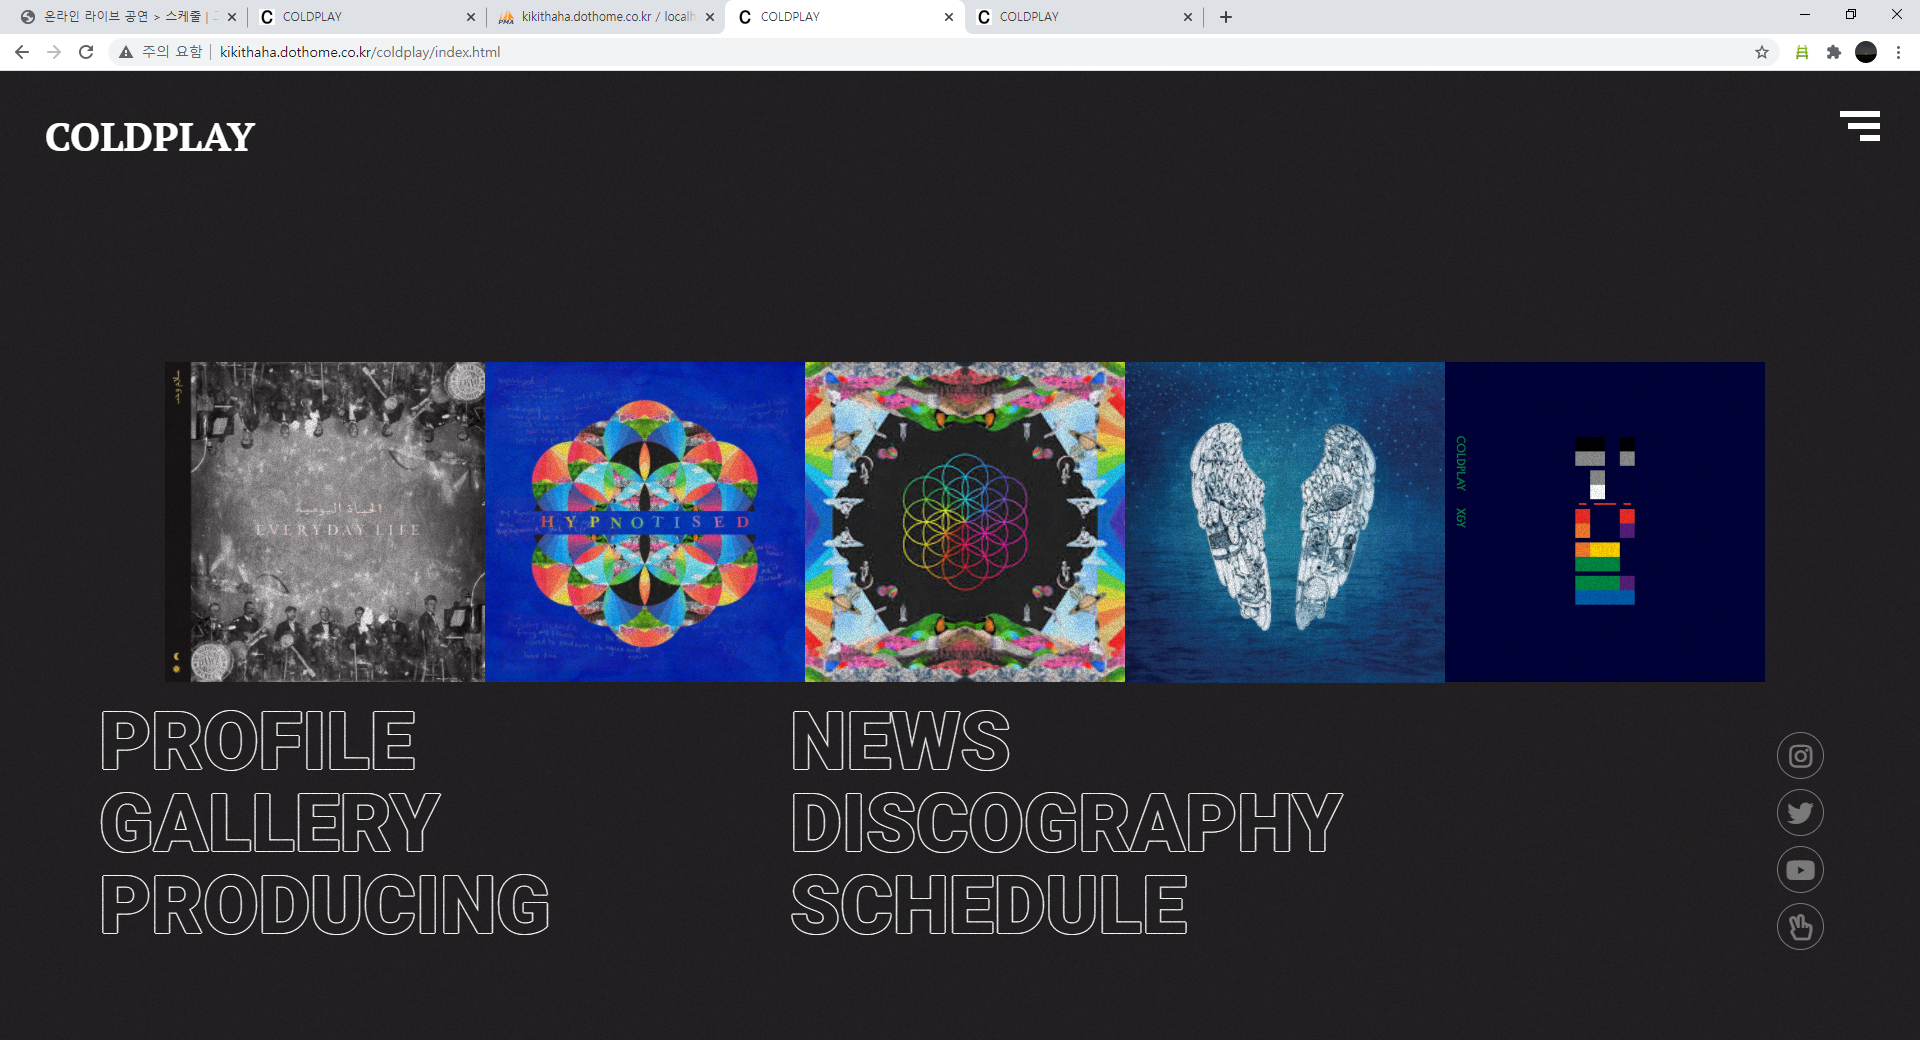 온라인 라이브 공연 > 스케줄 |
COLDPLAY
kikithaha.dothome.co.kr / localh
COLDPLAY
COLDPLAY
주의 요함
kikithaha.dothome.co.kr/coldplay/index.html
COLDPLAY
الحياة اليومية
EVERYDAY LIFE
HYPNOTISED
COLDPLAY X&Y
PROFILE
NEWS
GALLERY
DISCOGRAPHY
PRODUCING
SCHEDULE